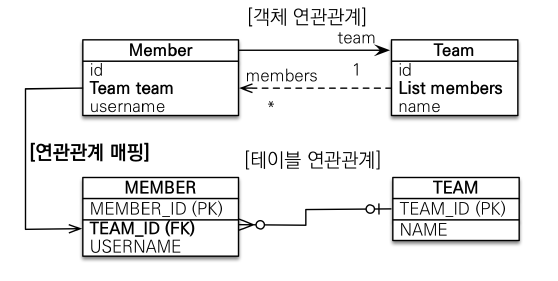 [객체 연관관계]
Member
id
Team team
username
team
members
1
*
Team
id
List members
name
[연관관계 매핑]
[테이블 연관관계]
MEMBER
MEMBER_ID (PK)
TEAM_ID (FK)
USERNAME
TEAM
TEAM_ID (PK)
NAME